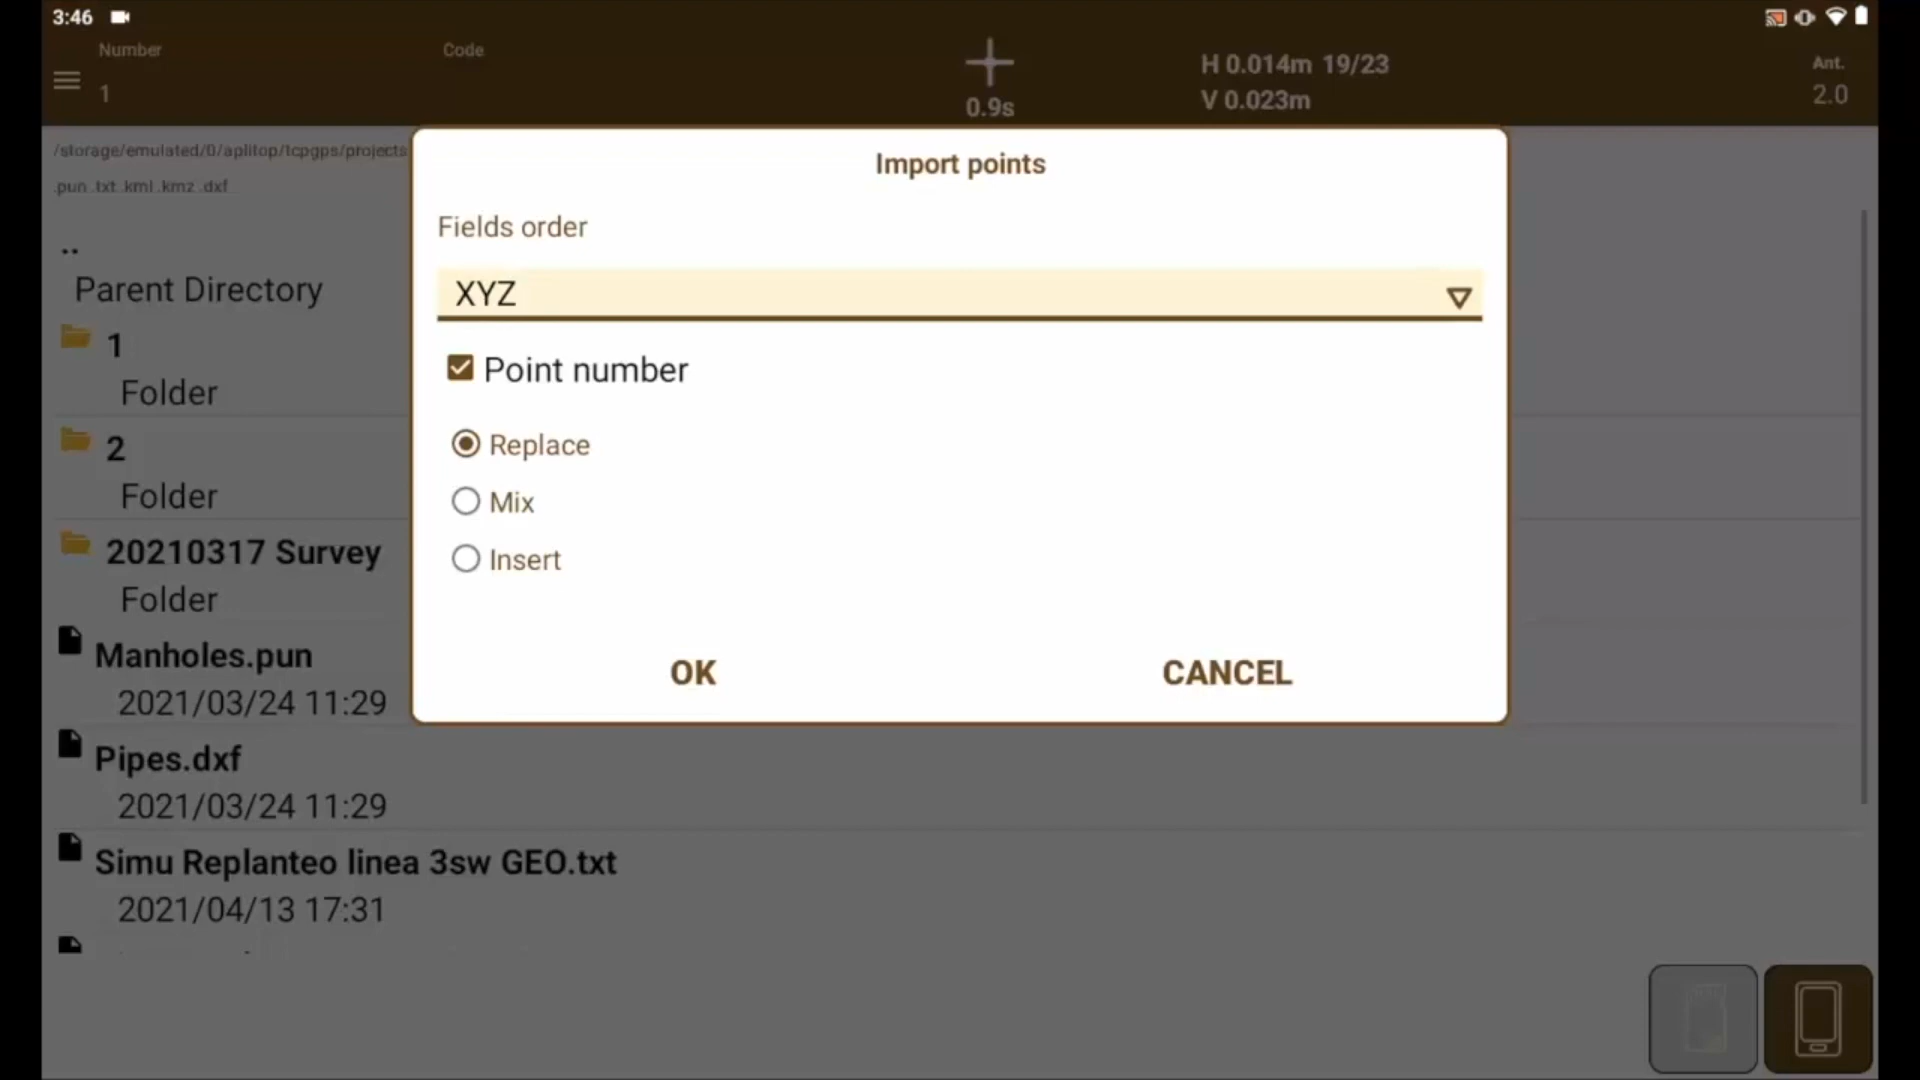 3:46
Number
Code
1
0.9s
H 0.014m 19/23
V 0.023m
Ant.
2.0
/storage/emulated/0/aplitop/tcpgps/projects
.pun .txt .kml .kmz .dxf
..
Parent Directory
1
Folder
2
Folder
20210317 Survey
Folder
Manholes.pun
2021/03/24 11:29
Pipes.dxf
2021/03/24 11:29
Simu Replanteo linea 3sw GEO.txt
2021/04/13 17:31
Import points
Fields order
XYZ
Point number
Replace
Mix
Insert
OK
CANCEL